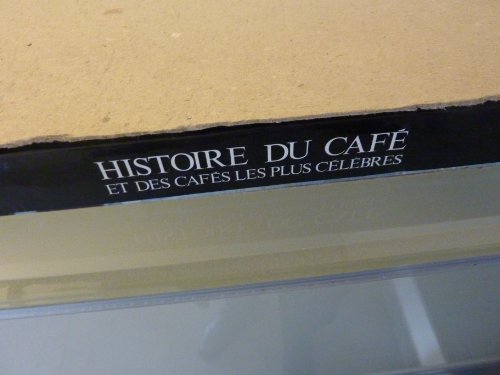 HISTOIRE DU CAFÉ
ET DES CAFÉS LES PLUS CÉLÈBRES